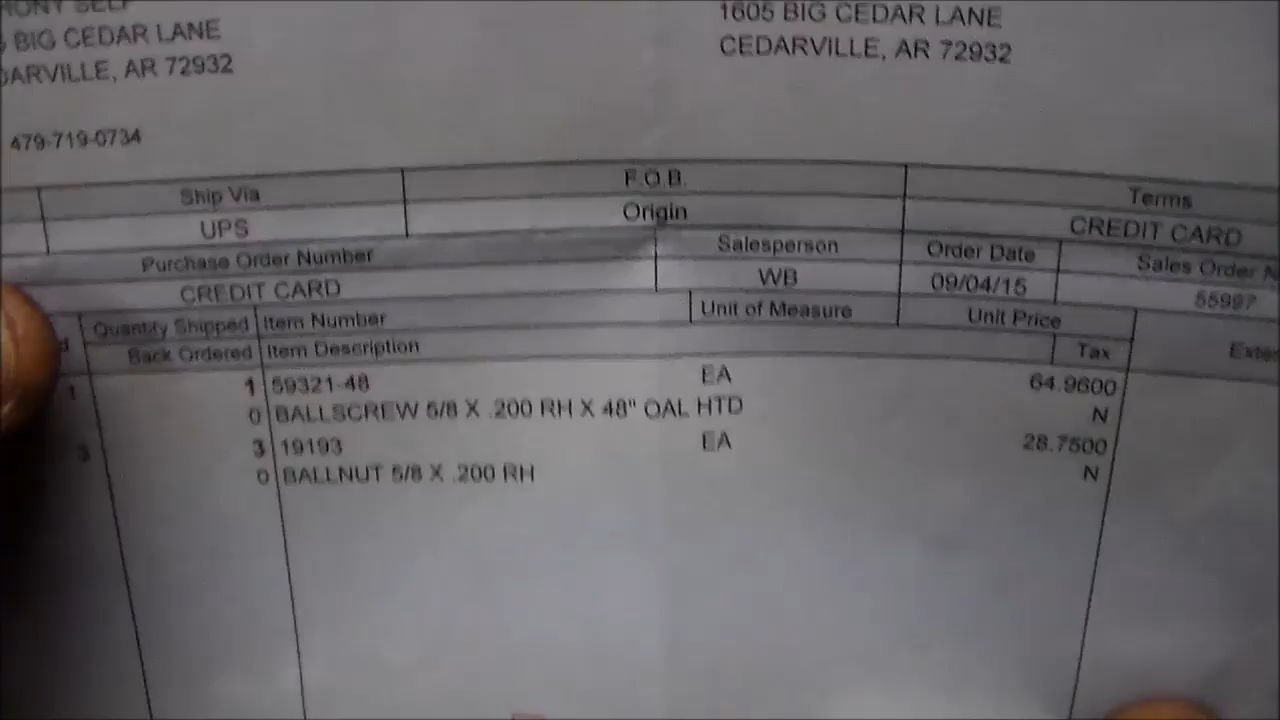 BIG CEDAR LANE
CEDARVILLE, AR 72932
479-719-0734
1605 BIG CEDAR LANE
CEDARVILLE, AR 72932
Ship Via F.O.B. Terms
UPS Origin CREDIT CARD
Purchase Order Number Salesperson Order Date Sales Order
CREDIT CARD WB 09/04/15 55997
Quantity Shipped Item Number Unit of Measure Unit Price
Back Ordered Item Description Tax
1 1 59321-48 EA 64.9600
0 BALLSCREW 5/8 X .200 RH X 48" OAL HTD N
3 3 19193 EA 28.7500
0 BALLNUT 5/8 X .200 RH N